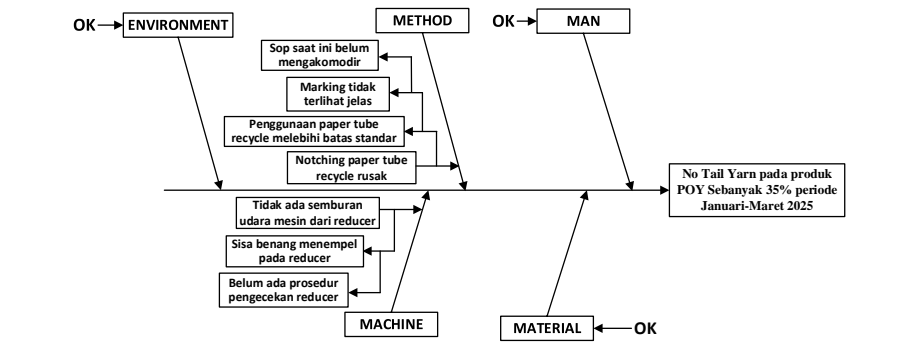 OK
ENVIRONMENT
METHOD
OK
MAN
Sop saat ini belum
mengakomodir
Marking tidak
terlihat jelas
Penggunaan paper tube
recycle melebihi batas standar
Notching paper tube
recycle rusak
No Tail Yarn pada produk
POY Sebanyak 35% periode
Januari-Maret 2025
Tidak ada semburan
udara mesin dari reducer
Sisa benang menempel
pada reducer
Belum ada prosedur
pengecekan reducer
MACHINE
MATERIAL
OK